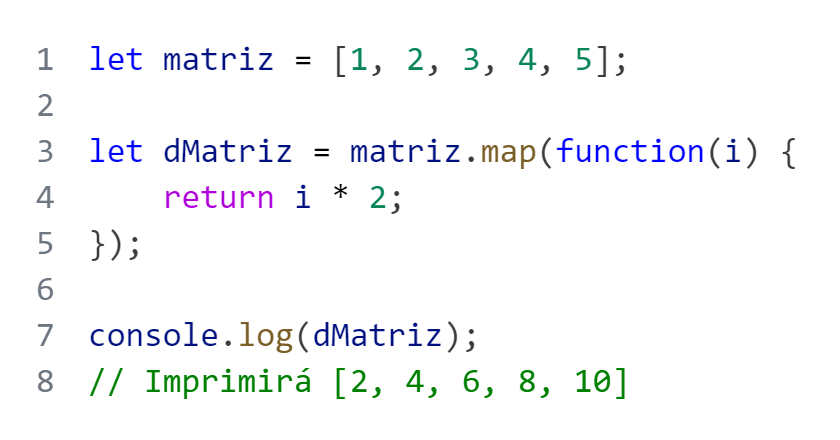 1 let matriz = [1, 2, 3, 4, 5];
2
3 let dMatriz = matriz.map(function(i) {
4     return i * 2;
5 });
6
7 console.log(dMatriz);
8 // Imprimirá [2, 4, 6, 8, 10]